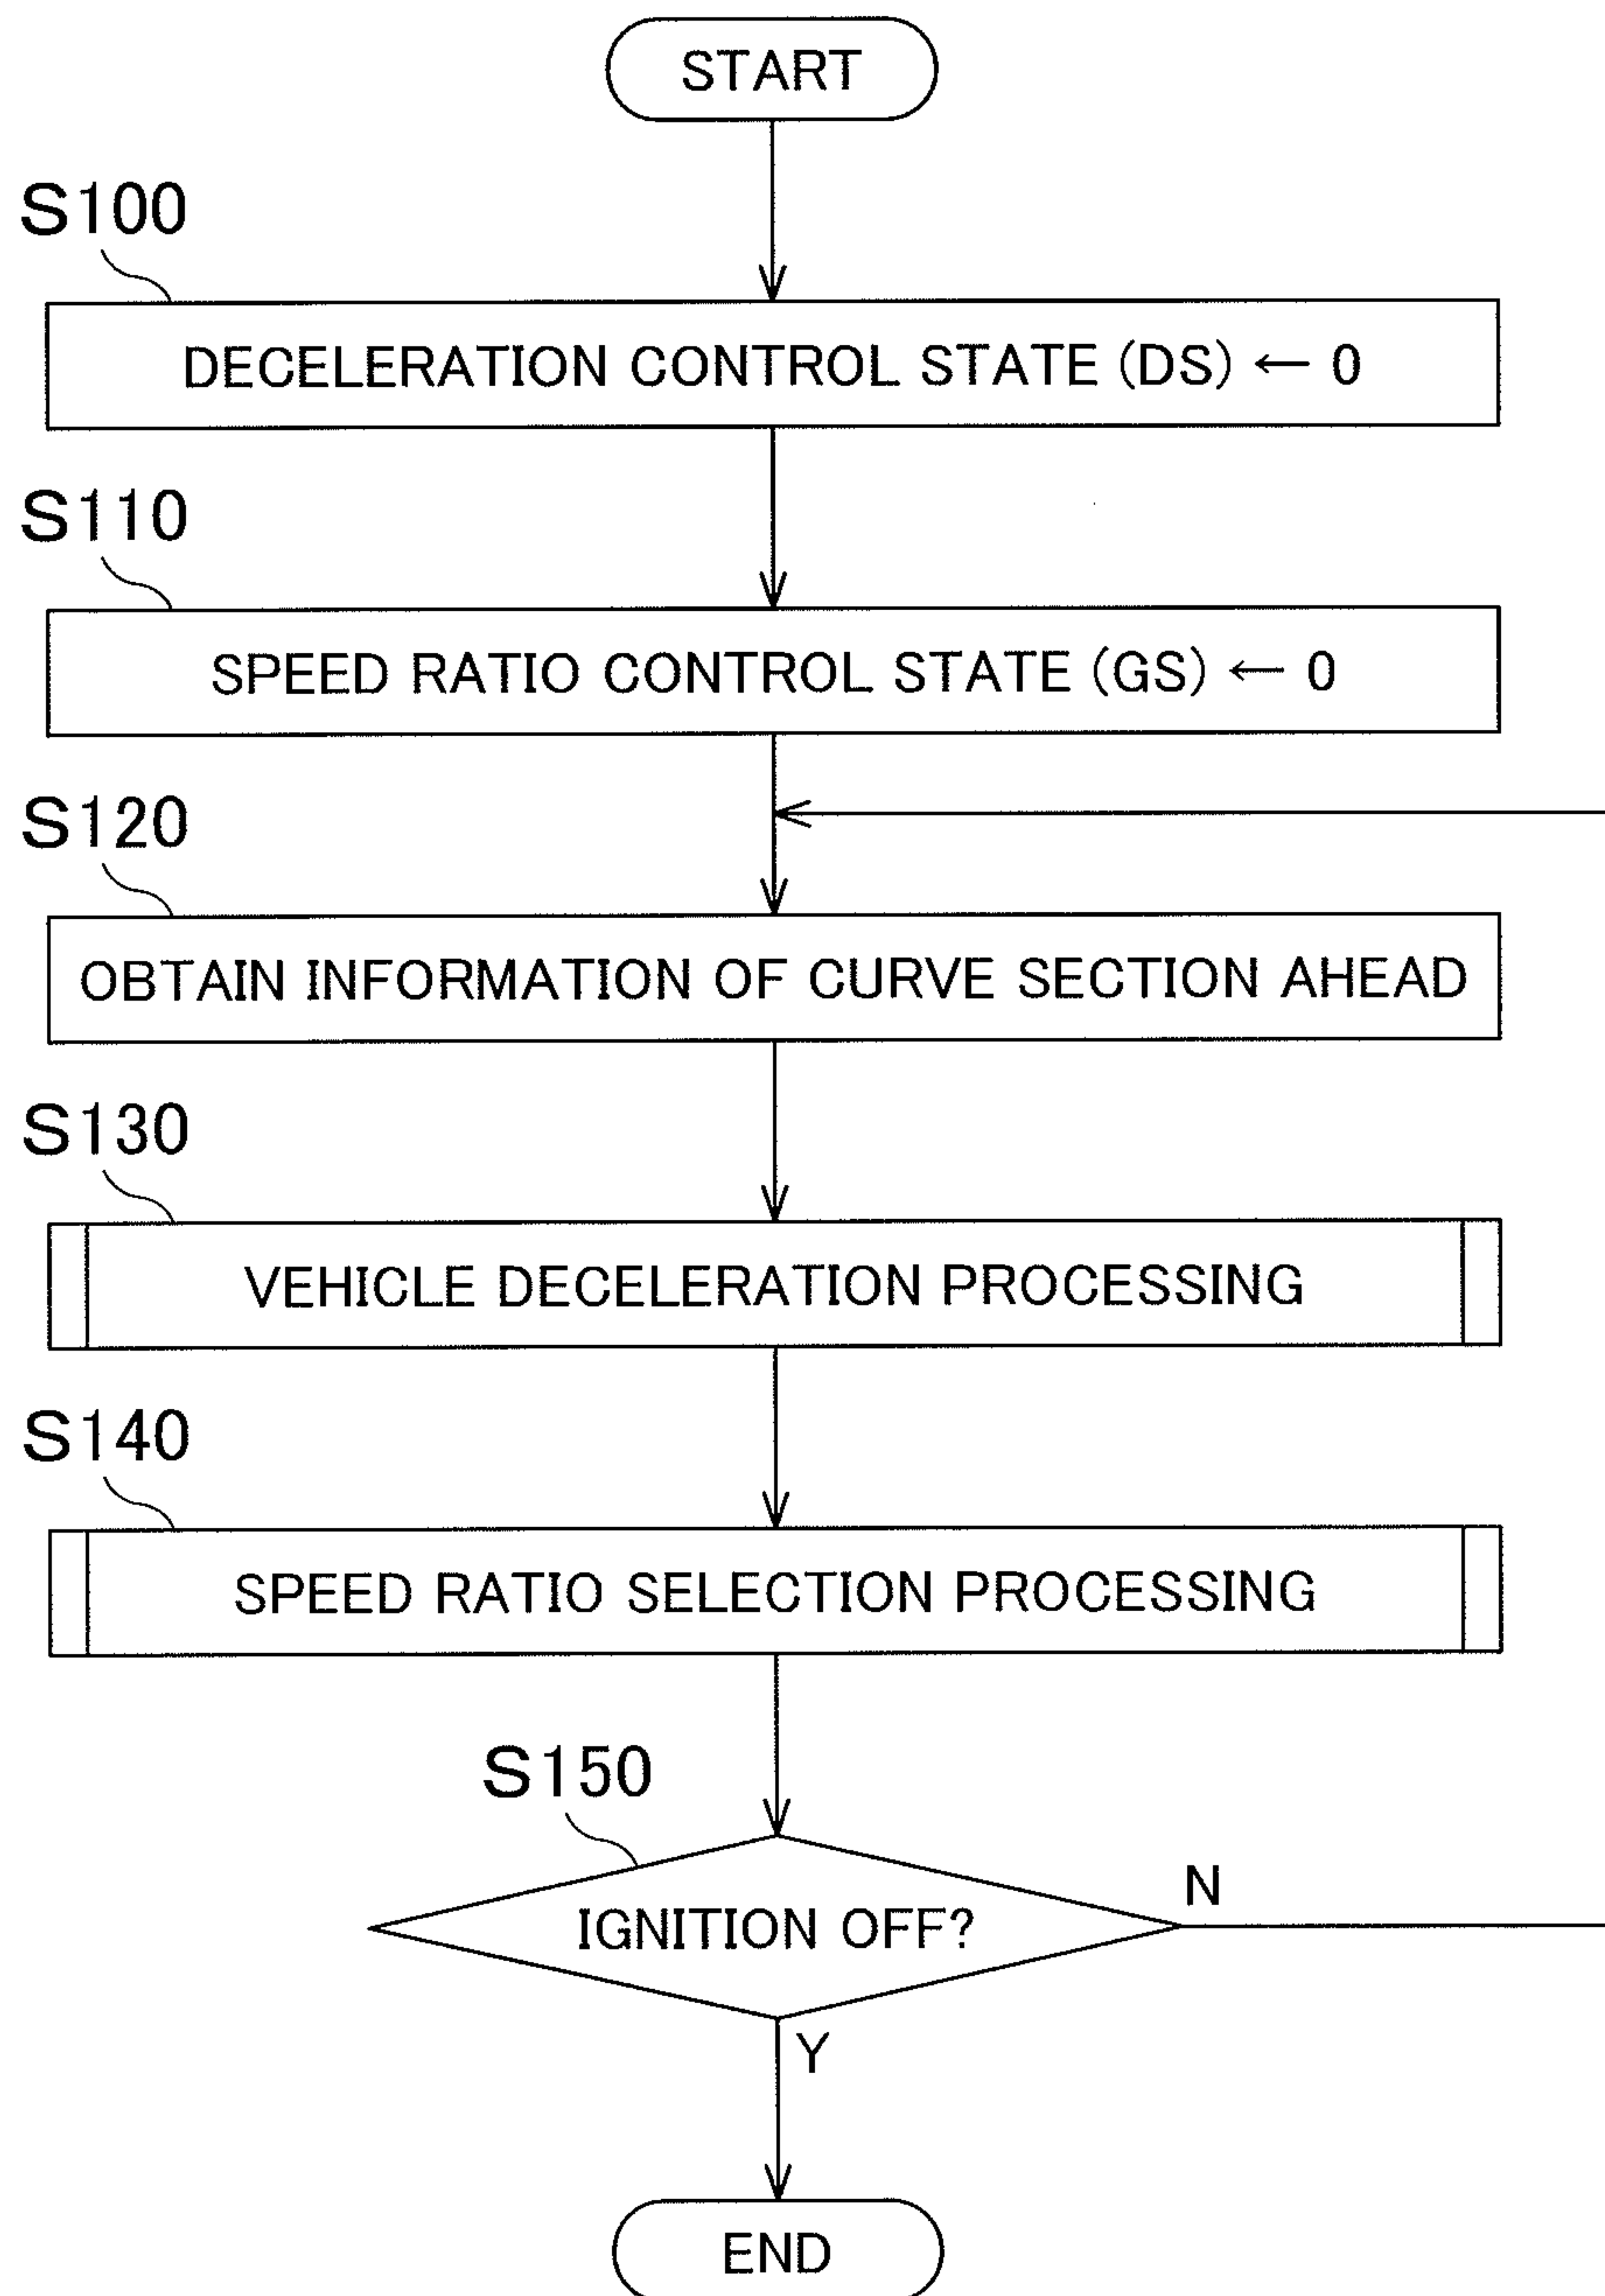 START
S100
DECELERATION CONTROL STATE (DS) ← 0
S110
SPEED RATIO CONTROL STATE (GS) ← 0
S120
OBTAIN INFORMATION OF CURVE SECTION AHEAD
S130
VEHICLE DECELERATION PROCESSING
S140
SPEED RATIO SELECTION PROCESSING
S150
IGNITION OFF?
N
Y
END